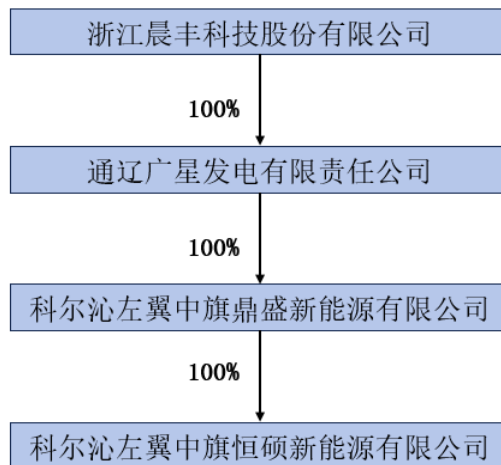 浙江晨丰科技股份有限公司
100%
通辽广星发电有限责任公司
100%
科尔沁左翼中旗鼎盛新能源有限公司
100%
科尔沁左翼中旗恒硕新能源有限公司